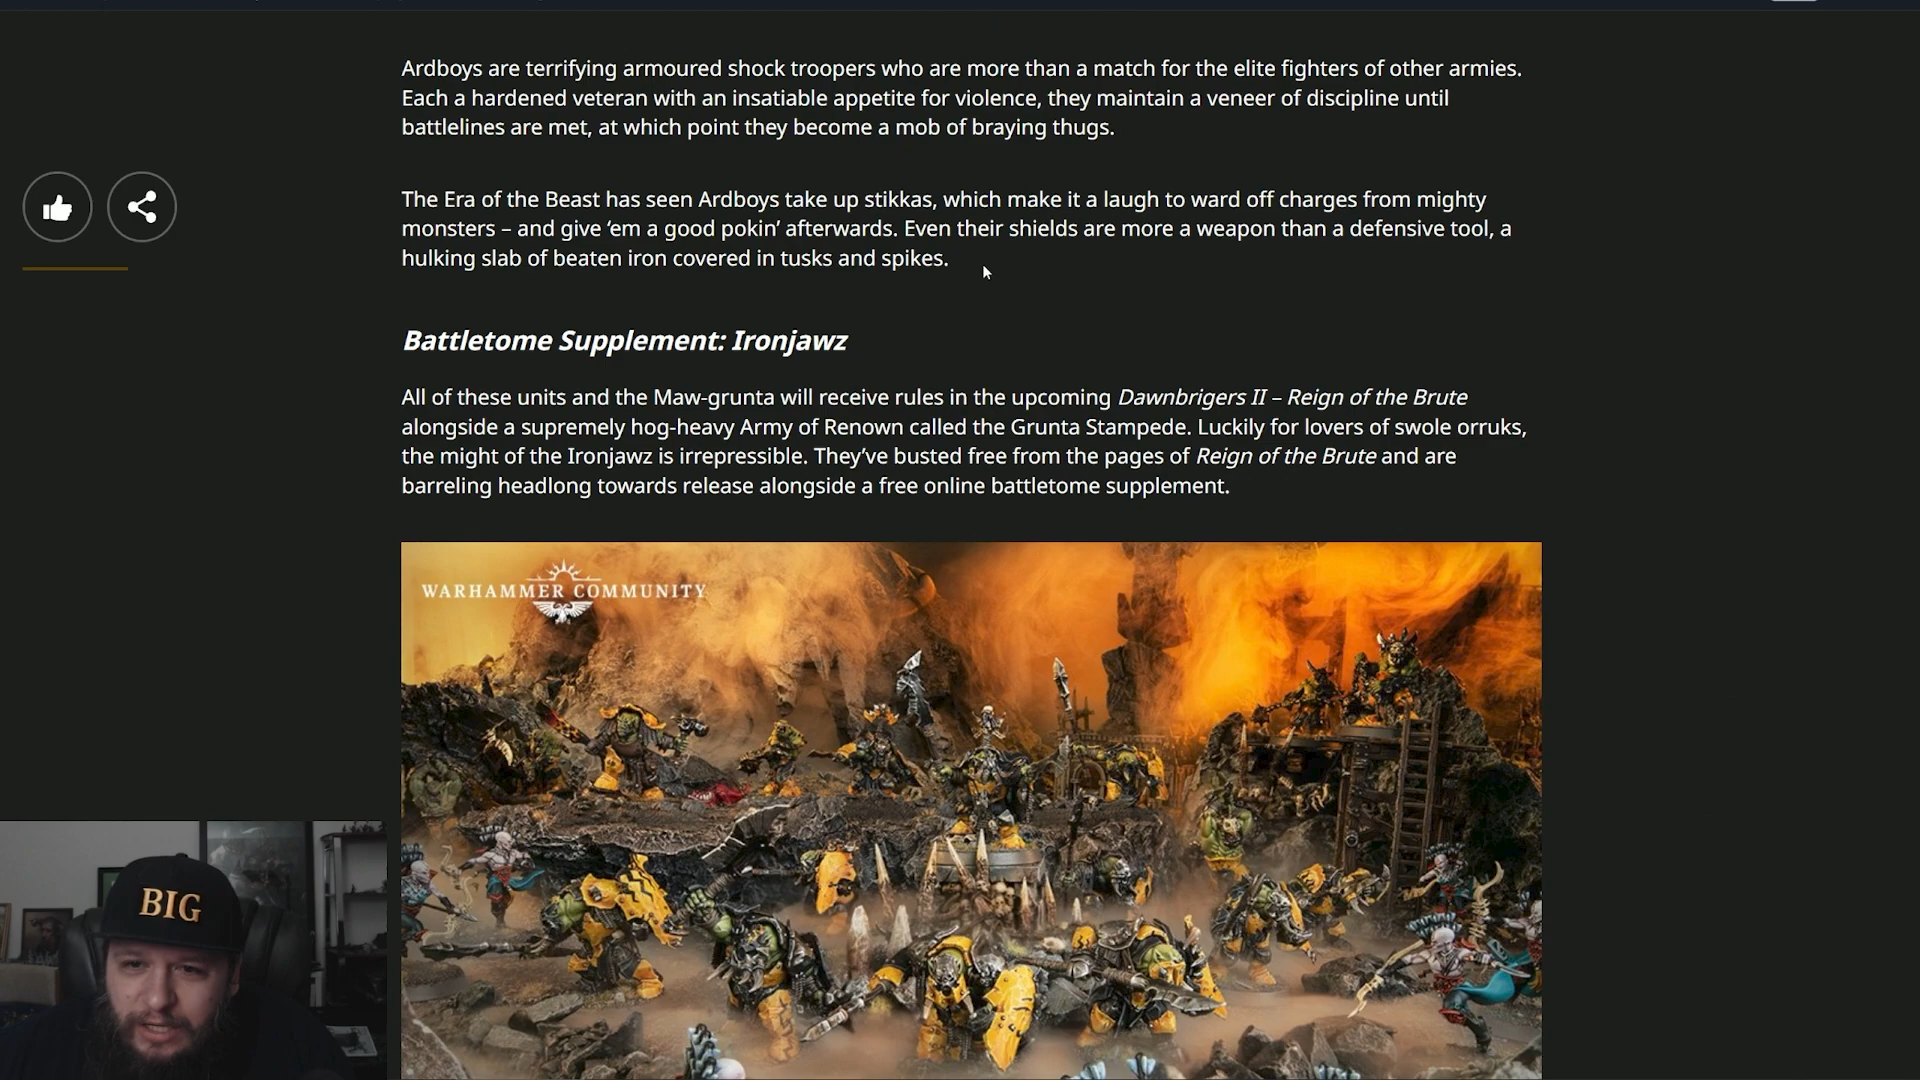 Ardboys are terrifying armoured shock troopers who are more than a match for the elite fighters of other armies.
Each a hardened veteran with an insatiable appetite for violence, they maintain a veneer of discipline until
battlelines are met, at which point they become a mob of braying thugs.
The Era of the Beast has seen Ardboys take up stikkas, which make it a laugh to ward off charges from mighty
monsters – and give ‘em a good pokin’ afterwards. Even their shields are more a weapon than a defensive tool, a
hulking slab of beaten iron covered in tusks and spikes.
Battletome Supplement: Ironjawz
All of these units and the Maw-grunta will receive rules in the upcoming Dawnbrigers II – Reign of the Brute
alongside a supremely hog-heavy Army of Renown called the Grunta Stampede. Luckily for lovers of swole orruks,
the might of the Ironjawz is irrepressible. They’ve busted free from the pages of Reign of the Brute and are
barreling headlong towards release alongside a free online battletome supplement.
WARHAMMER COMMUNITY
BIG